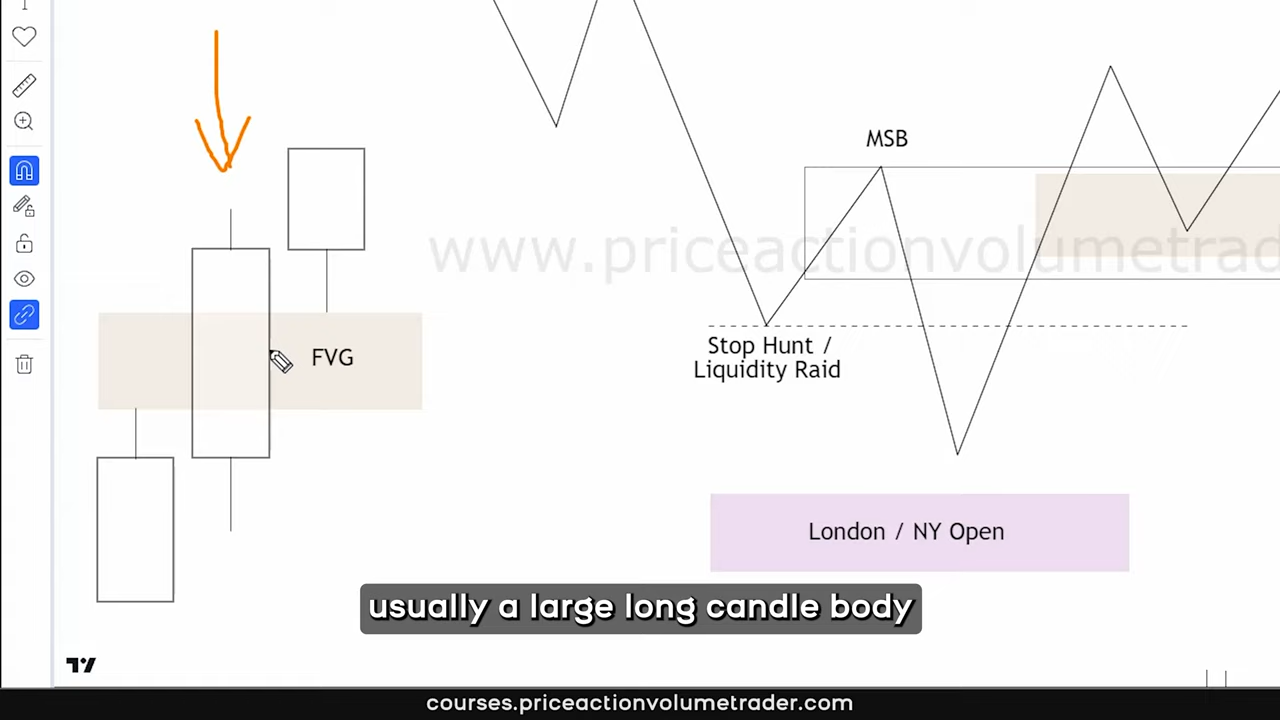 MSB
www.priceactionvolumetrad
FVG
Stop Hunt /
Liquidity Raid
London / NY Open
usually a large long candle body
courses.priceactionvolumetrader.com